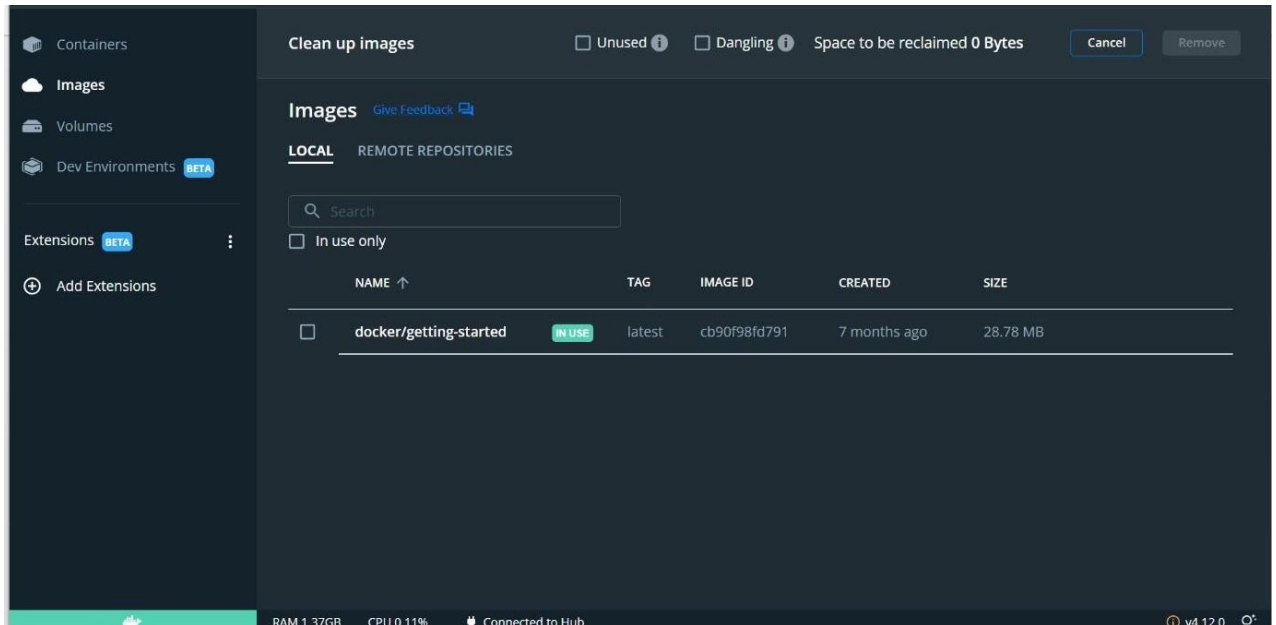 Containers
Images
Volumes
Dev Environments BETA
Extensions BETA
Add Extensions
Clean up images Unused Dangling Space to be reclaimed 0 Bytes Cancel Remove
Images Give Feedback
LOCAL REMOTE REPOSITORIES
Search
In use only
NAME TAG IMAGE ID CREATED SIZE
docker/getting-started IN USE latest cb90f98fd791 7 months ago 28.78 MB
RAM 1.37GB CPU 0.11% Connected to Hub v4.12.0